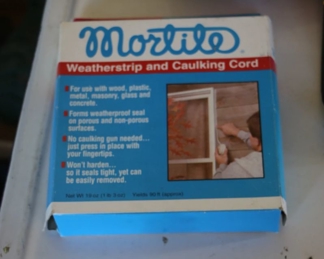 Mortite
Weatherstrip and Caulking Cord
For use with wood, plastic,
metal, masonry, glass and
concrete.
Forms weatherproof seal
on porous and non-porous
surfaces.
No caulking gun needed...
just press in place with
your fingertips.
Won't harden...
so it seals tight, yet can
be easily removed.